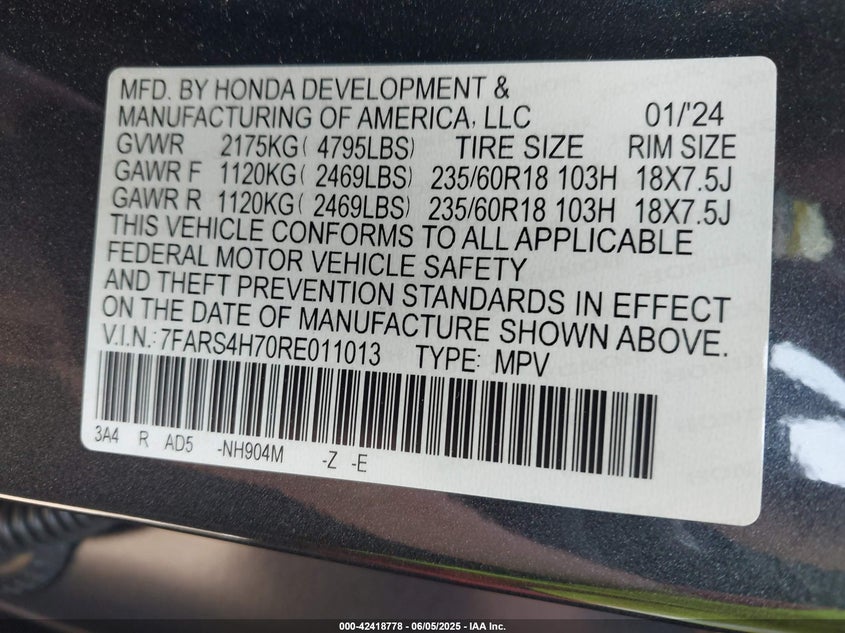 MFD. BY HONDA DEVELOPMENT &
MANUFACTURING OF AMERICA, LLC 01/'24
GVWR 2175KG( 4795LBS) TIRE SIZE RIM SIZE
GAWR F 1120KG( 2469LBS) 235/60R18 103H 18X7.5J
GAWR R 1120KG( 2469LBS) 235/60R18 103H 18X7.5J
THIS VEHICLE CONFORMS TO ALL APPLICABLE
FEDERAL MOTOR VEHICLE SAFETY
AND THEFT PREVENTION STANDARDS IN EFFECT
ON THE DATE OF MANUFACTURE SHOWN ABOVE.
V.I.N.: 7FARS4H70RE011013 TYPE: MPV
3A4 R AD5 -NH904M -Z -E
000-42418778 - 06/05/2025 - IAA Inc.